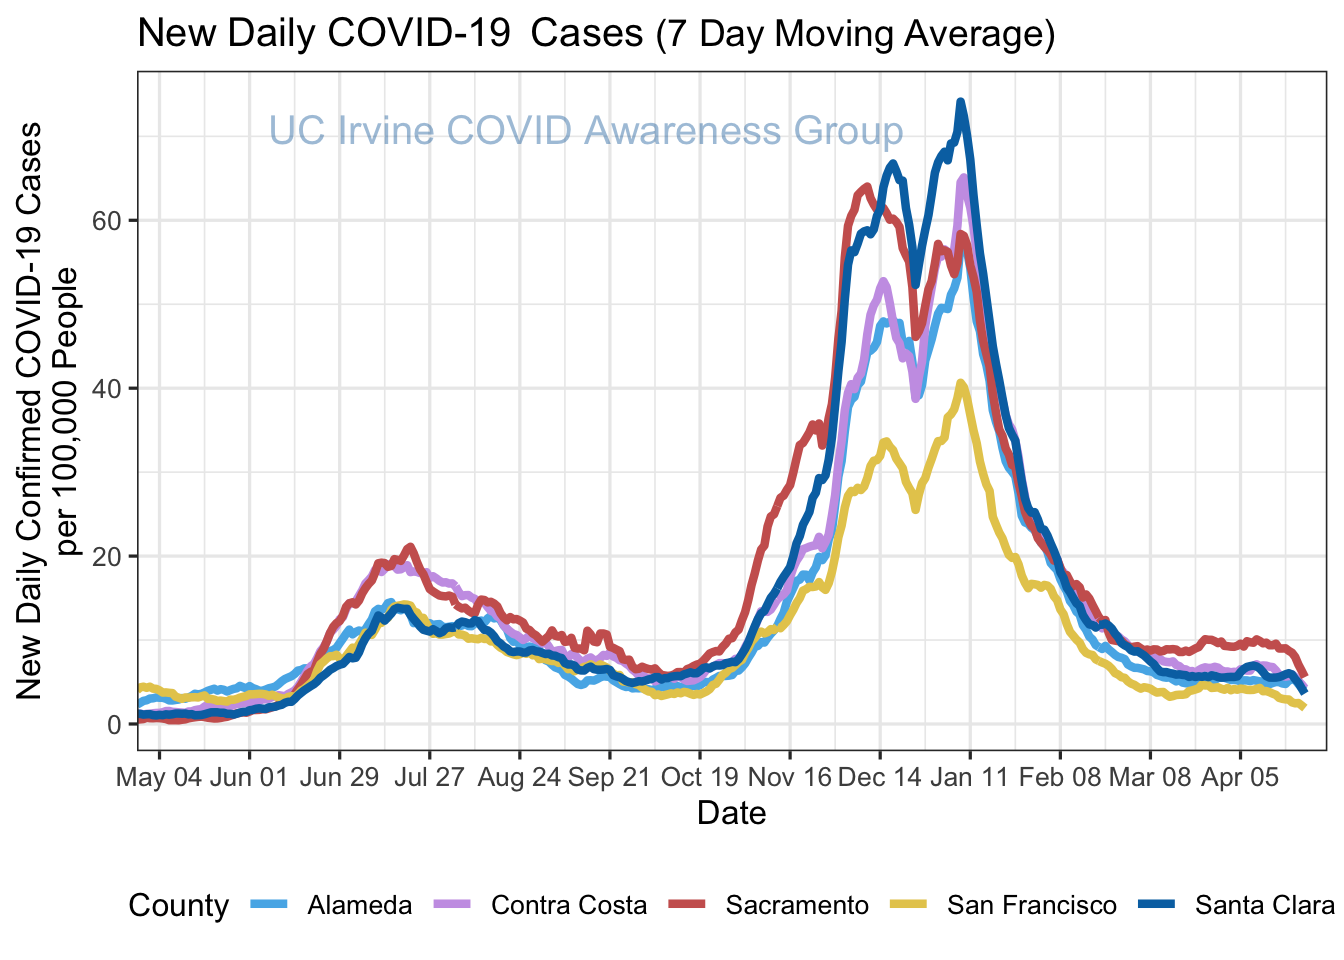 New Daily COVID-19  Cases (7 Day Moving Average)
UC Irvine COVID Awareness Group
New Daily Confirmed COVID-19 Cases
per 100,000 People
60
40
20
0
May 04 Jun 01 Jun 29 Jul 27 Aug 24 Sep 21 Oct 19 Nov 16 Dec 14 Jan 11 Feb 08 Mar 08 Apr 05
Date
County Alameda Contra Costa Sacramento San Francisco Santa Clara